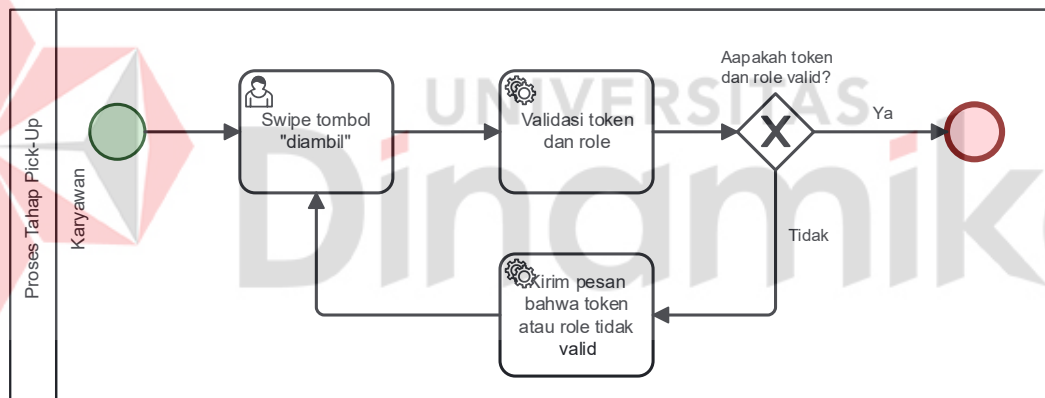 Proses Tahap Pick-Up
Karyawan
Swipe tombol
"diambil"
Validasi token
dan role
Aapakah token
dan role valid?
Ya
Tidak
Kirim pesan
bahwa token
atau role tidak
valid
UNIVERSITAS
Dinamika